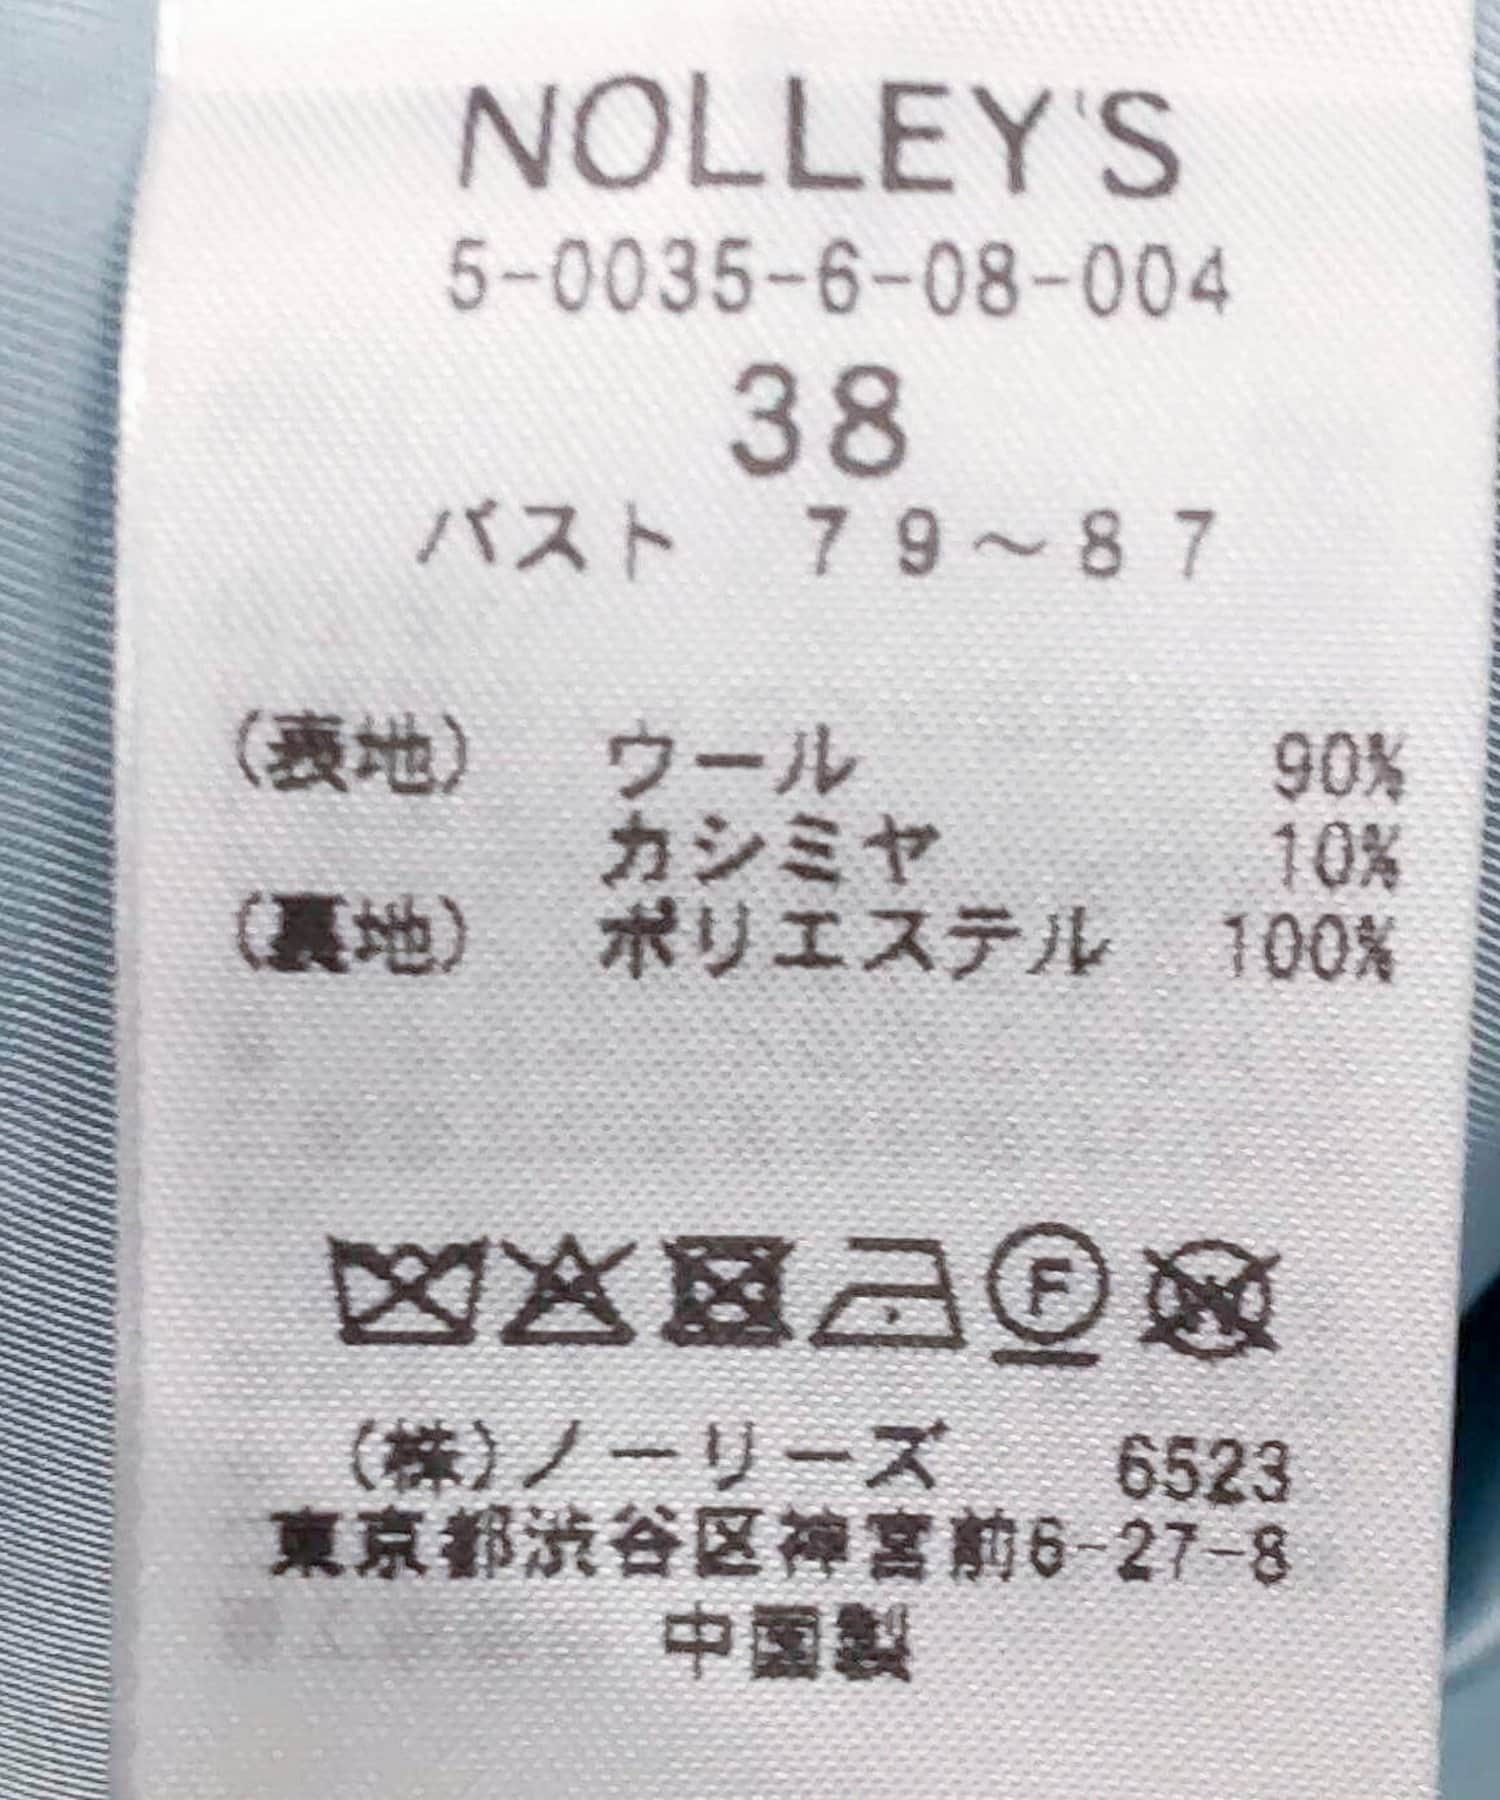 NOLLEY'S
5-0035-6-08-004
38
バスト 79～87
(表地) ウール 90%
カシミヤ 10%
(裏地) ポリエステル 100%
F
(株)ノーリーズ 6523
東京都渋谷区神宮前6-27-8
中国製